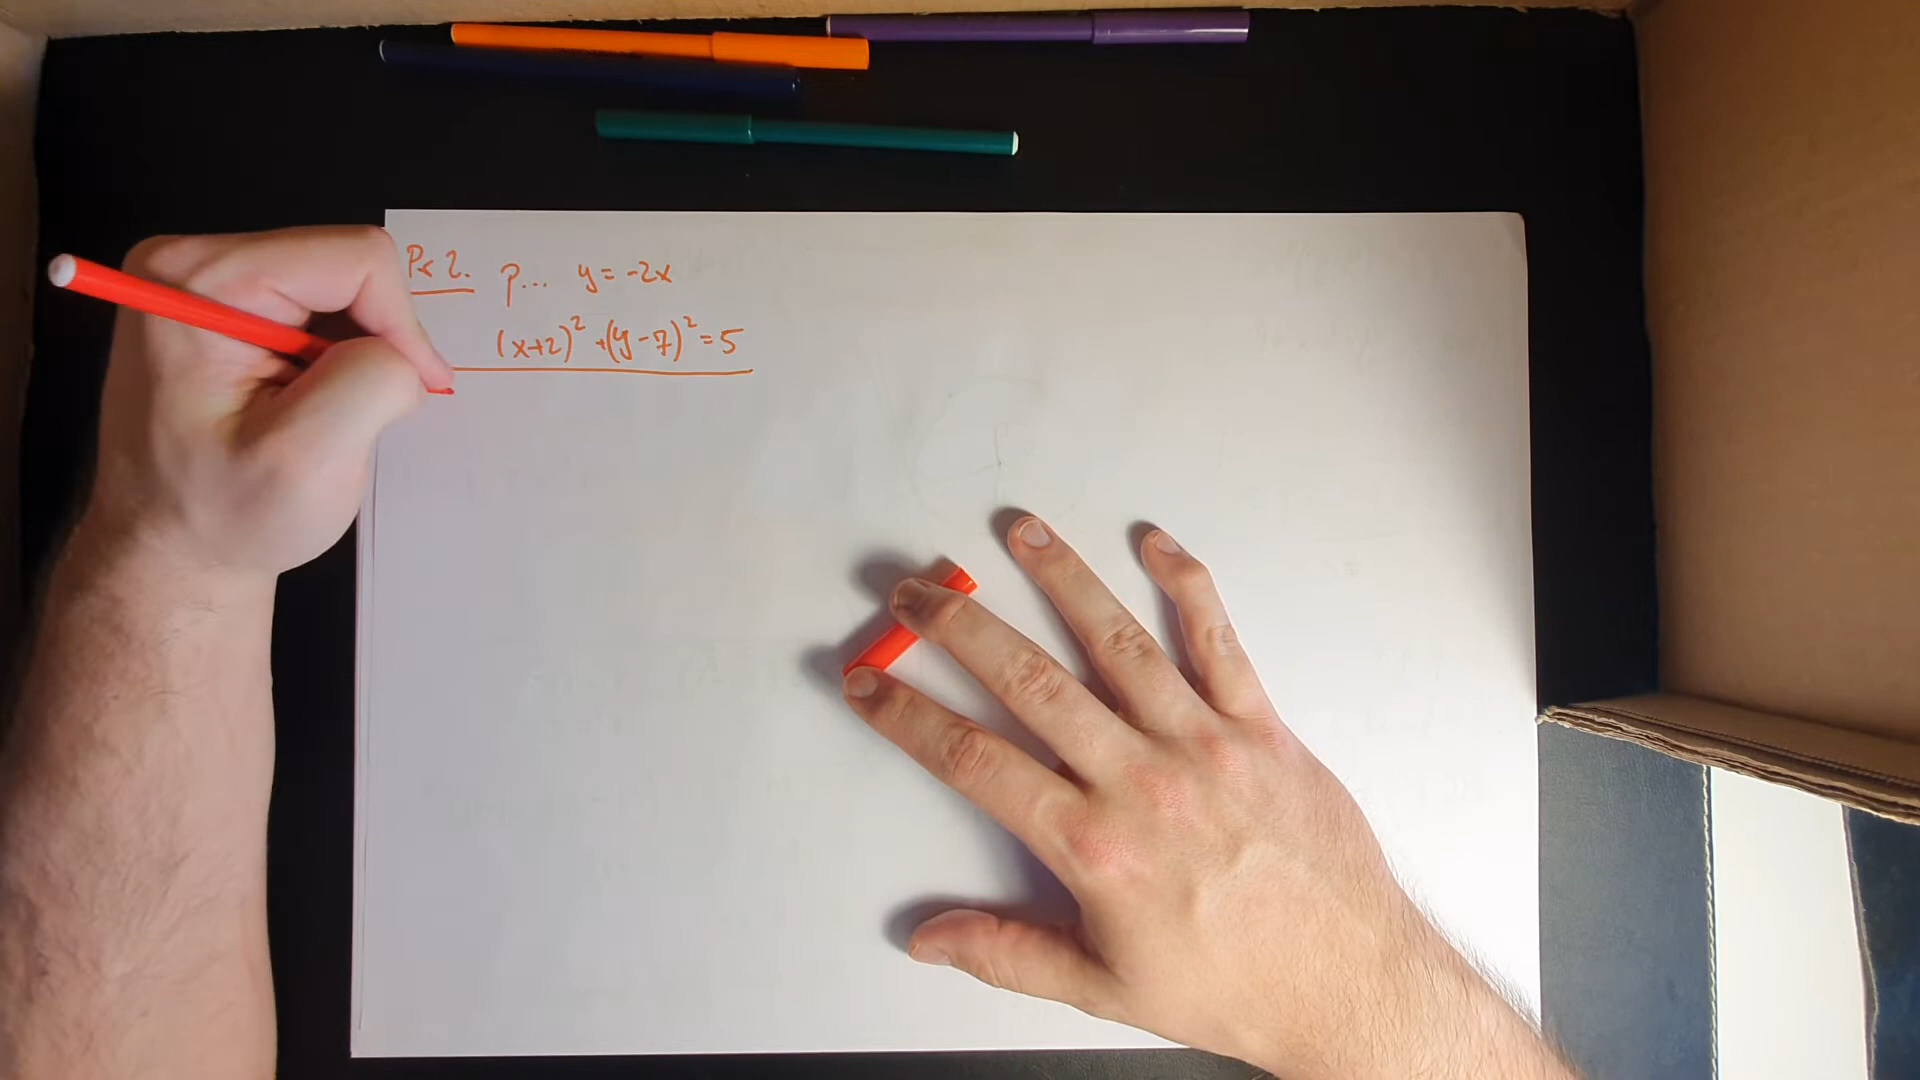 Př 2. p... y = -2x
(x+2)² + (y-7)² = 5